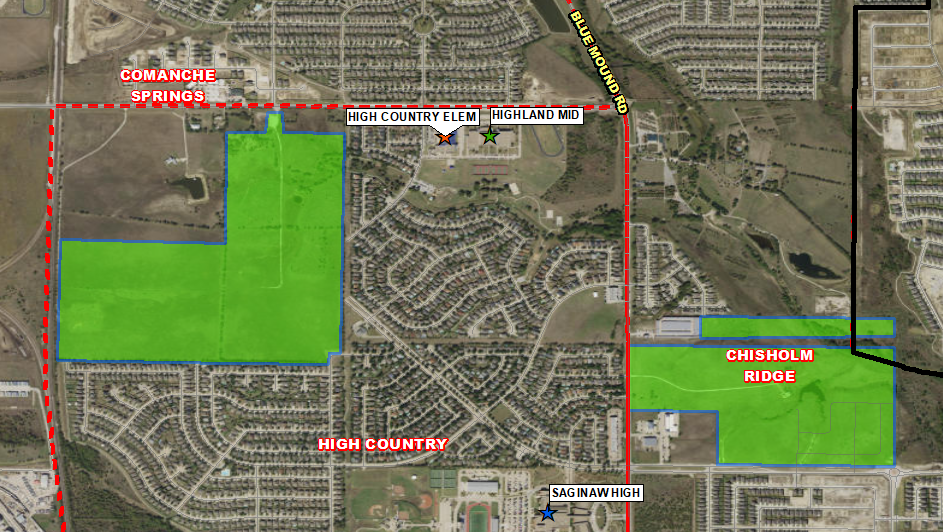 BLUE MOUND RD
COMANCHE
SPRINGS
HIGH COUNTRY ELEM
HIGHLAND MID
CHISHOLM
RIDGE
HIGH COUNTRY
SAGINAW HIGH